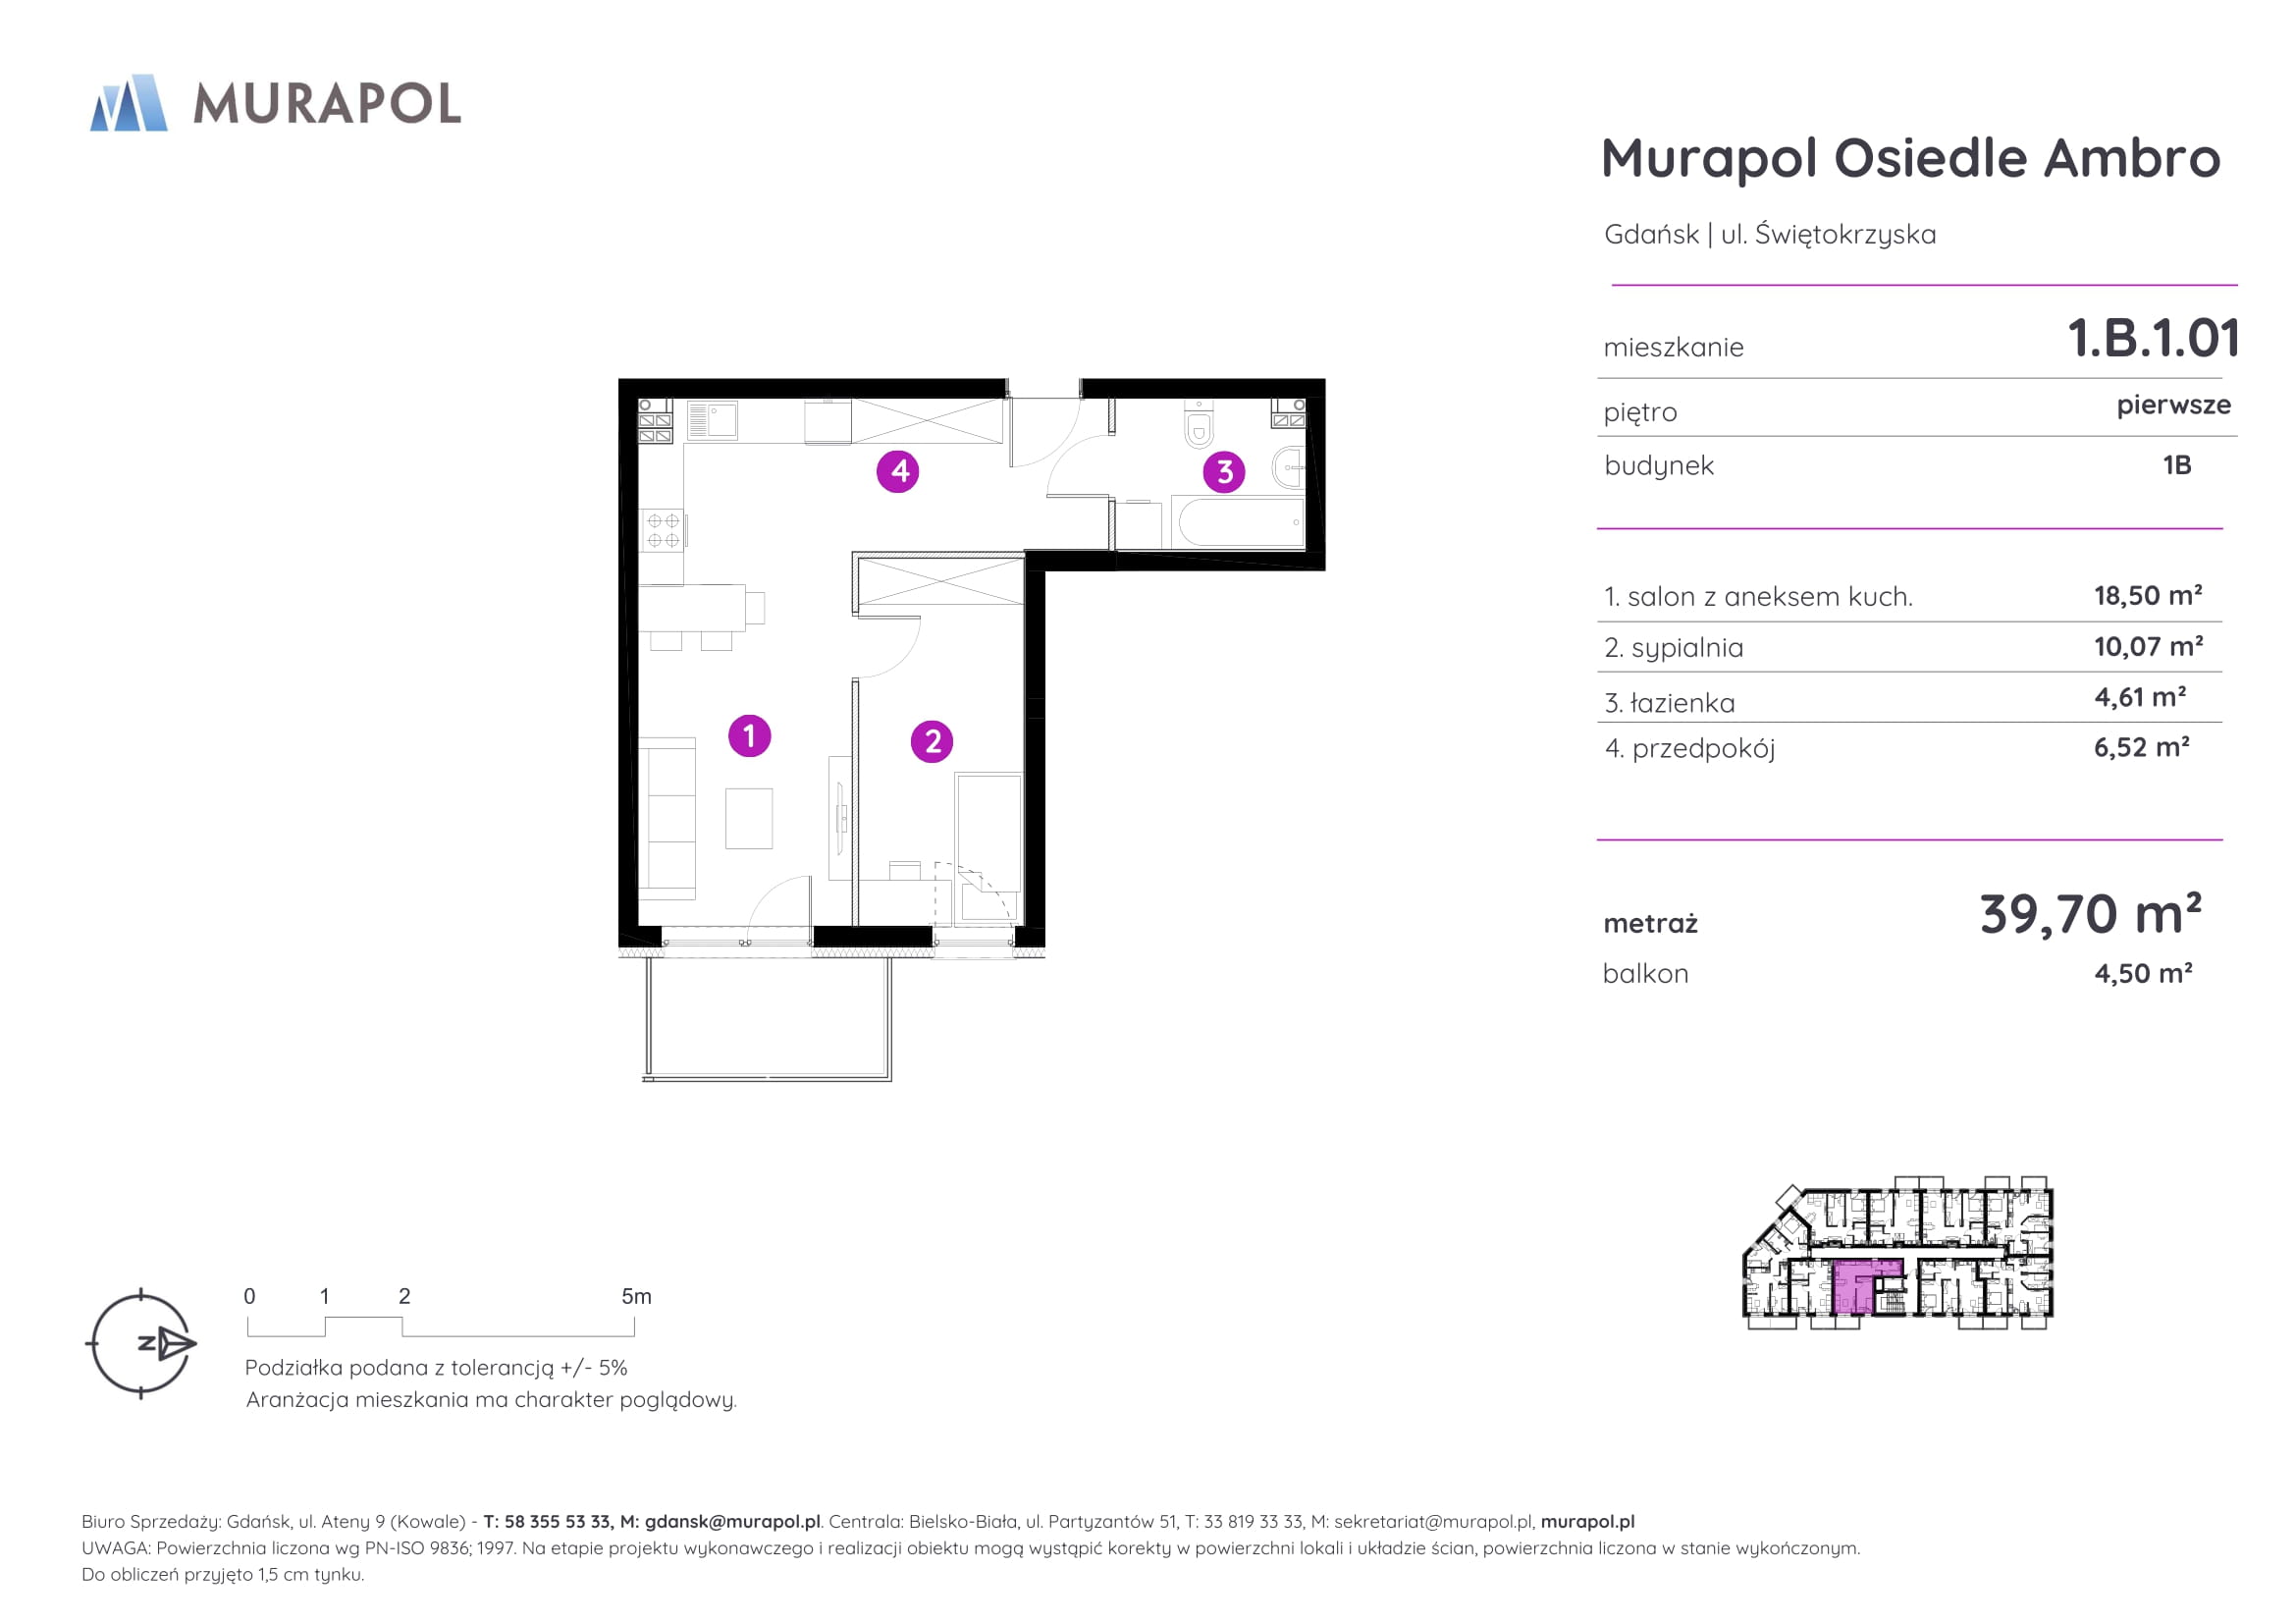 MURAPOL
Murapol Osiedle Ambro
Gdańsk | ul. Świętokrzyska
mieszkanie 1.B.1.01
piętro pierwsze
budynek 1B
1. salon z aneksem kuch. 18,50 m²
2. sypialnia 10,07 m²
3. łazienka 4,61 m²
4. przedpokój 6,52 m²
metraż 39,70 m²
balkon 4,50 m²
4
3
1
2
N
0 1 2 5m
Podziałka podana z tolerancją +/- 5%
Aranżacja mieszkania ma charakter poglądowy.
Biuro Sprzedaży: Gdańsk, ul. Ateny 9 (Kowale) - T: 58 355 53 33, M: gdansk@murapol.pl. Centrala: Bielsko-Biała, ul. Partyzantów 51, T: 33 819 33 33, M: sekretariat@murapol.pl, murapol.pl
UWAGA: Powierzchnia liczona wg PN-ISO 9836; 1997. Na etapie projektu wykonawczego i realizacji obiektu mogą wystąpić korekty w powierzchni lokali i układzie ścian, powierzchnia liczona w stanie wykończonym.
Do obliczeń przyjęto 1,5 cm tynku.